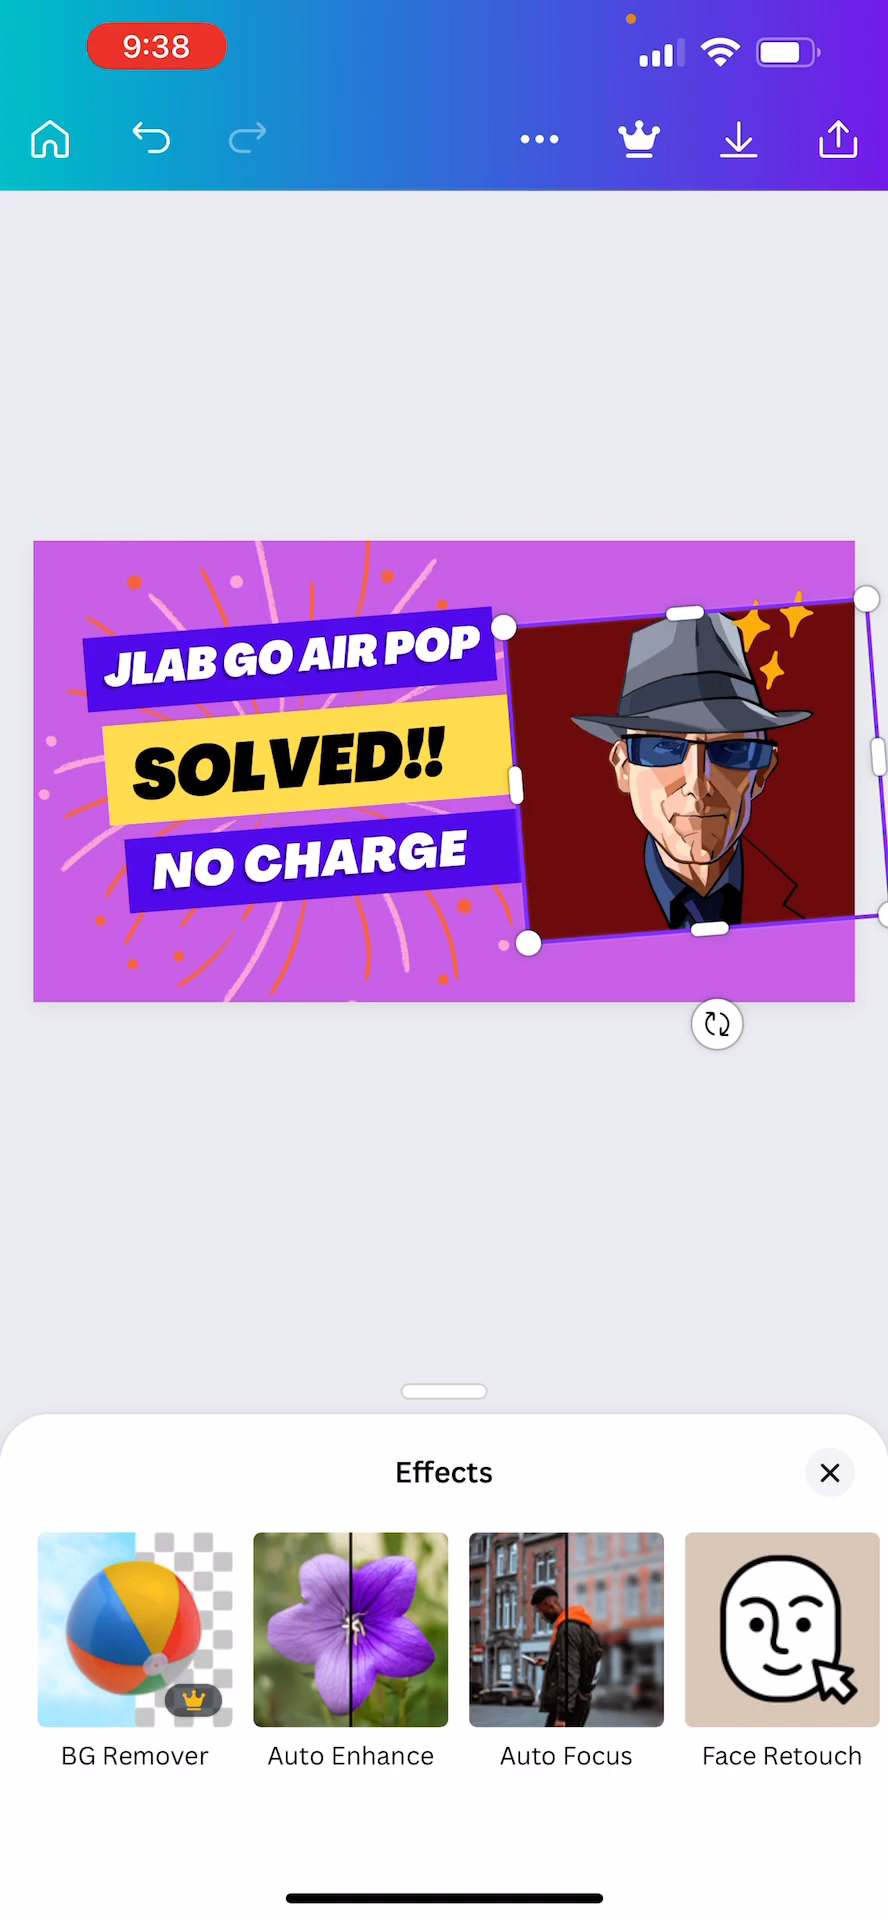 9:38
JLAB GO AIR POP
SOLVED!!
NO CHARGE
Effects
BG Remover
Auto Enhance
Auto Focus
Face Retouch